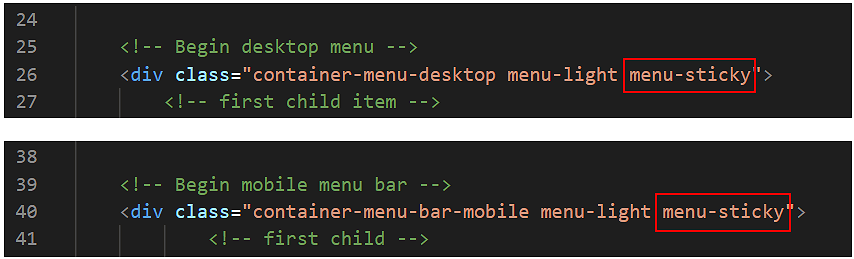 24
25 <!-- Begin desktop menu -->
26 <div class="container-menu-desktop menu-light menu-sticky">
27 <!-- first child item -->
38
39 <!-- Begin mobile menu bar -->
40 <div class="container-menu-bar-mobile menu-light menu-sticky">
41 <!-- first child -->